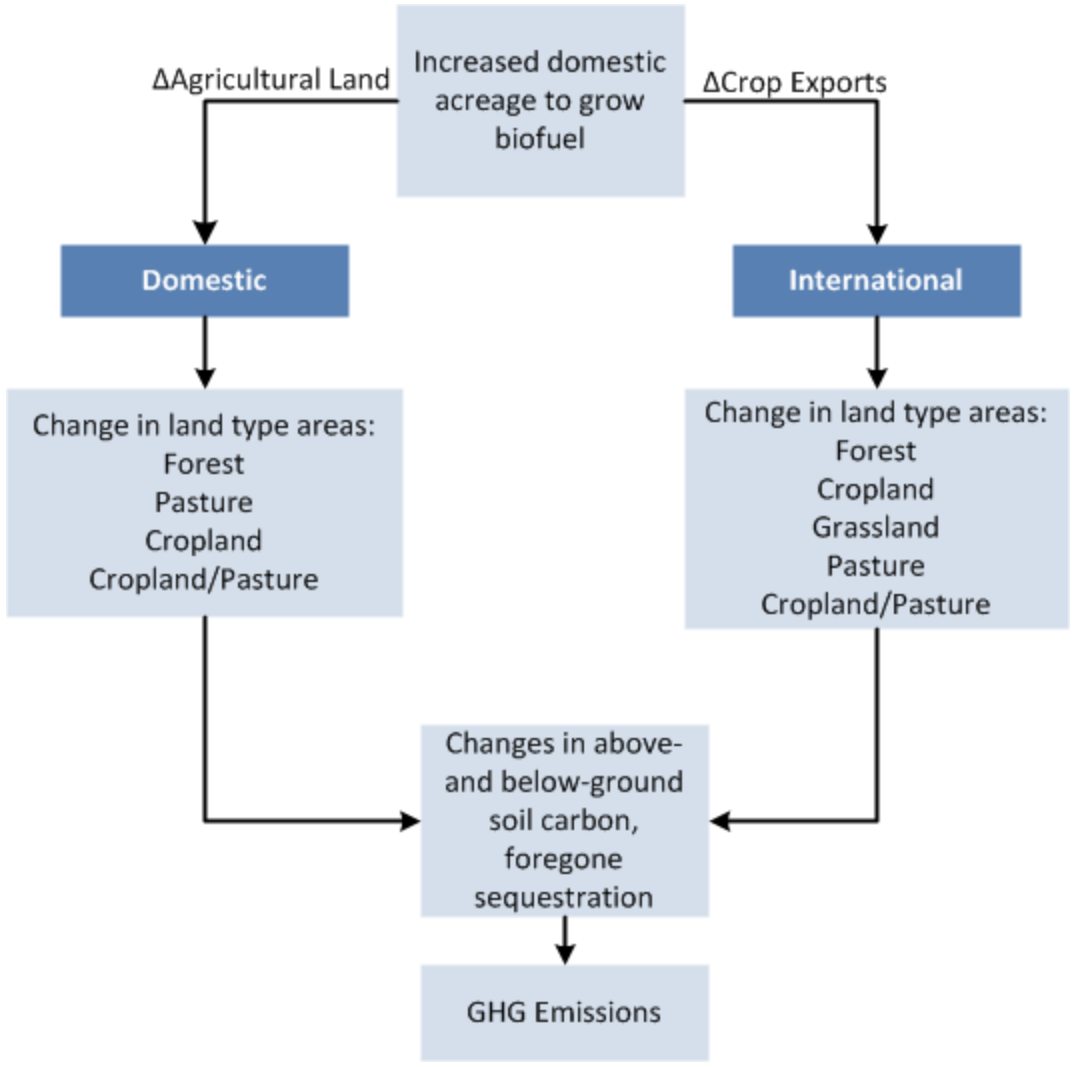 ΔAgricultural Land
Increased domestic
acreage to grow
biofuel
ΔCrop Exports
Domestic
International
Change in land type areas:
Forest
Pasture
Cropland
Cropland/Pasture
Change in land type areas:
Forest
Cropland
Grassland
Pasture
Cropland/Pasture
Changes in above-
and below-ground
soil carbon,
foregone
sequestration
GHG Emissions